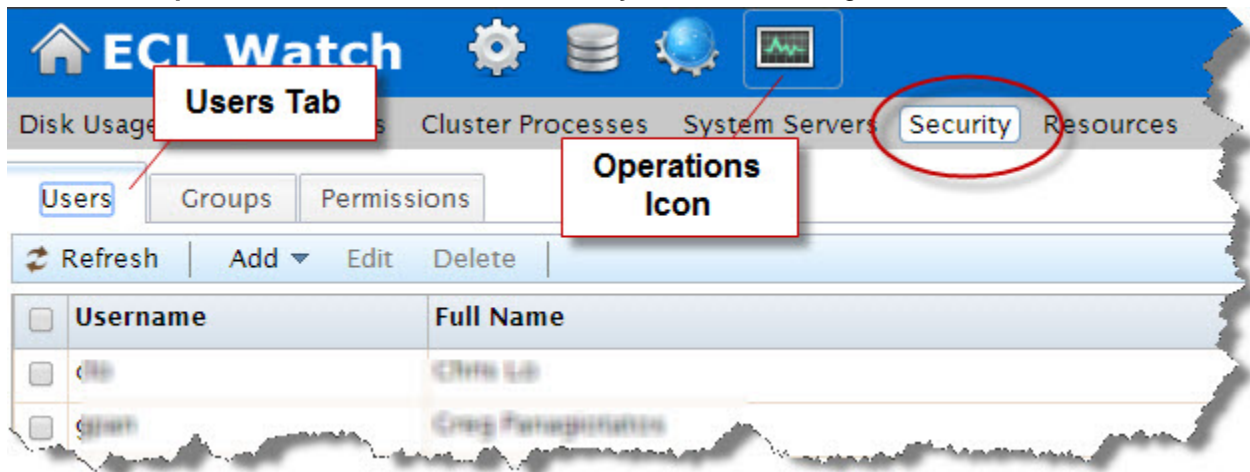 ECL Watch
Users Tab
Disk Usage s Cluster Processes System Servers Security Resources
Operations
Icon
Users Groups Permissions
Refresh Add Edit Delete
Username Full Name